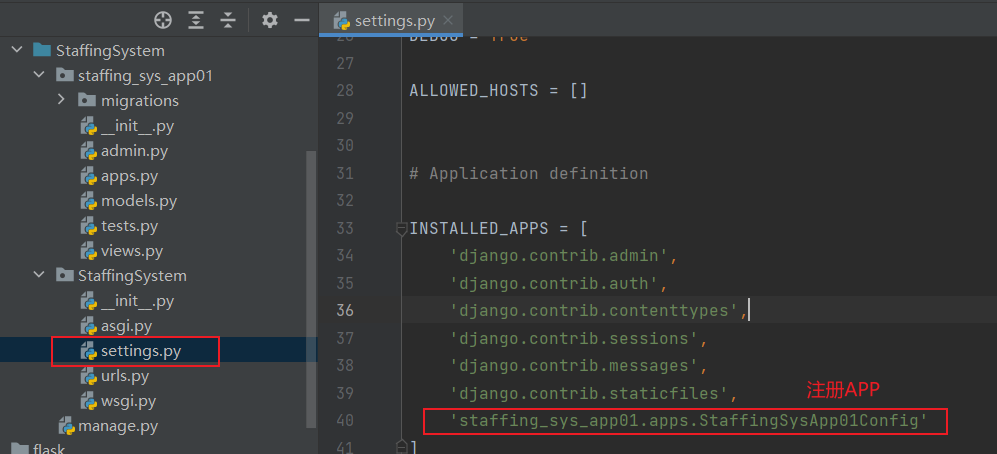 StaffingSystem
staffing_sys_app01
migrations
__init__.py
admin.py
apps.py
models.py
tests.py
views.py
StaffingSystem
__init__.py
asgi.py
settings.py
urls.py
wsgi.py
manage.py
flask
settings.py
26 DEBUG = True
27
28 ALLOWED_HOSTS = []
29
30
31 # Application definition
32
33 INSTALLED_APPS = [
34 'django.contrib.admin',
35 'django.contrib.auth',
36 'django.contrib.contenttypes',
37 'django.contrib.sessions',
38 'django.contrib.messages',
39 'django.contrib.staticfiles',
注册APP
40 'staffing_sys_app01.apps.StaffingSysApp01Config'
41 ]